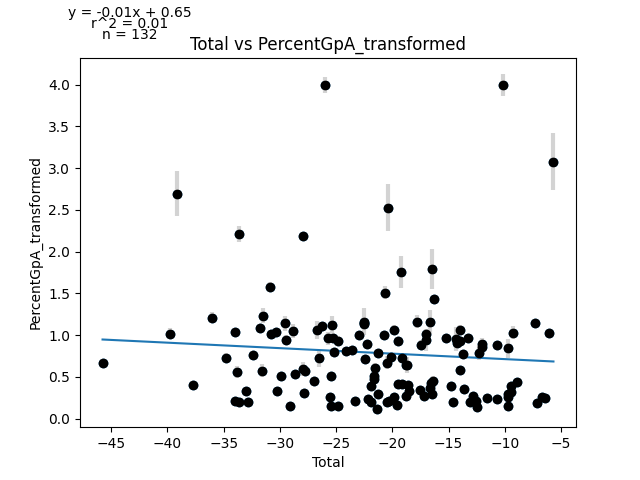 y = -0.01x + 0.65
r^2 = 0.01
n = 132
Total vs PercentGpA_transformed
PercentGpA_transformed
4.0
3.5
3.0
2.5
2.0
1.5
1.0
0.5
0.0
−45 −40 −35 −30 −25 −20 −15 −10 −5
Total